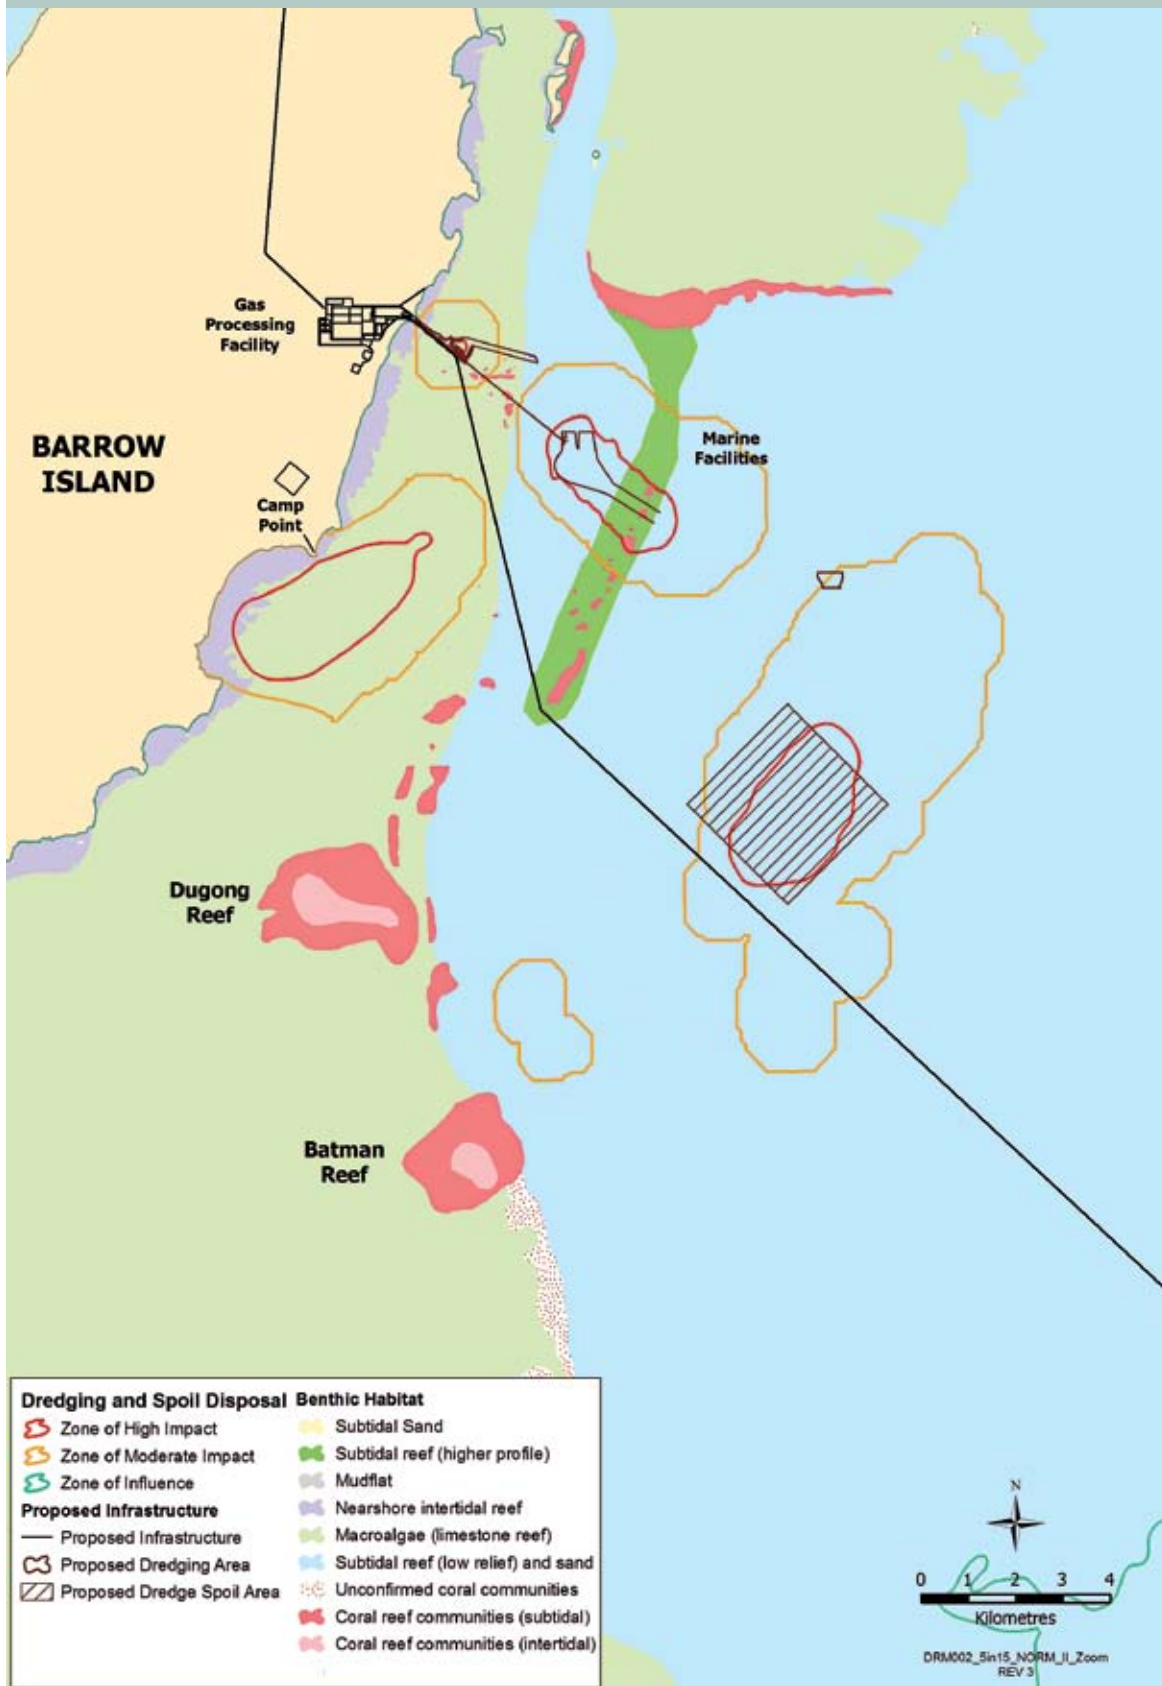 Gas
Processing
Facility
BARROW
ISLAND
Marine
Facilities
Camp
Point
Dugong
Reef
Batman
Reef
Dredging and Spoil Disposal
Zone of High Impact
Zone of Moderate Impact
Zone of Influence
Proposed Infrastructure
Proposed Infrastructure
Proposed Dredging Area
Proposed Dredge Spoil Area
Benthic Habitat
Subtidal Sand
Subtidal reef (higher profile)
Mudflat
Nearshore intertidal reef
Macroalgae (limestone reef)
Subtidal reef (low relief) and sand
Unconfirmed coral communities
Coral reef communities (subtidal)
Coral reef communities (intertidal)
N
0 1 2 3 4
Kilometres
DRM002_5in15_NORM_II_Zoom
REV 3